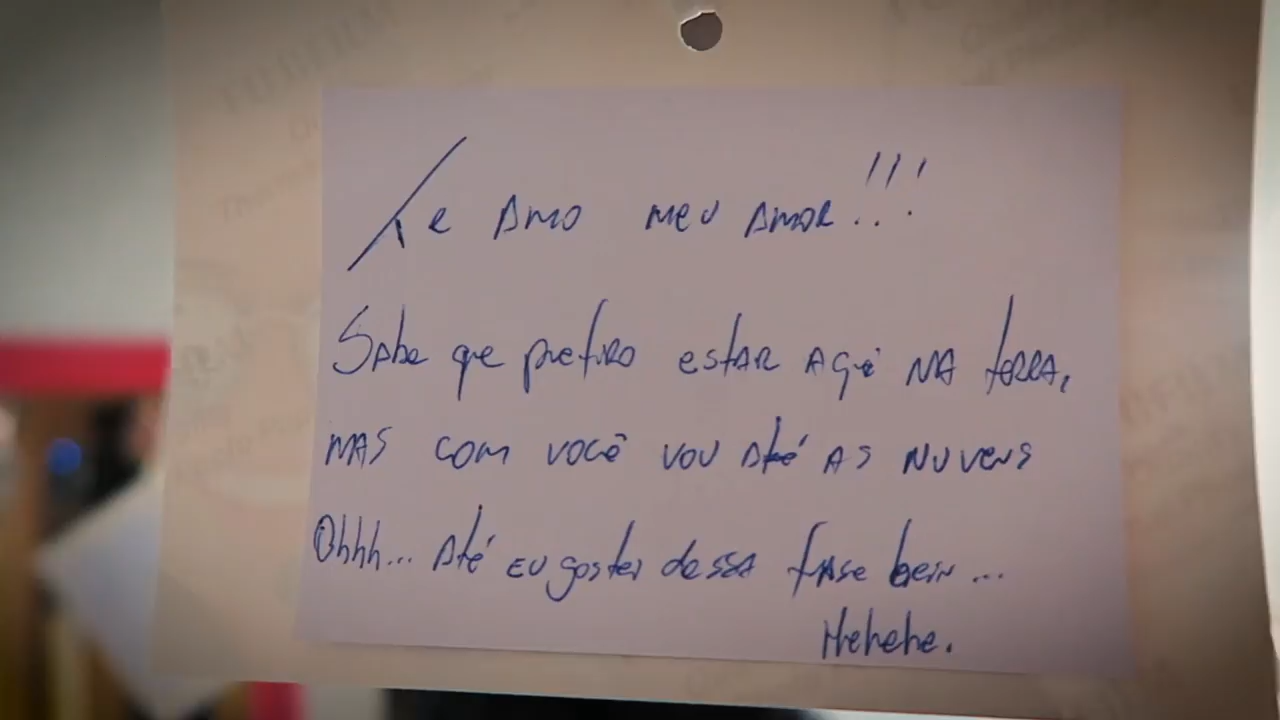 Te Amo meu amor!!!
Sabe que prefiro estar aqui na terra,
mas com você vou até as nuvens
Ohhh... Até eu gostei dessa frase bein...
Hehehe.